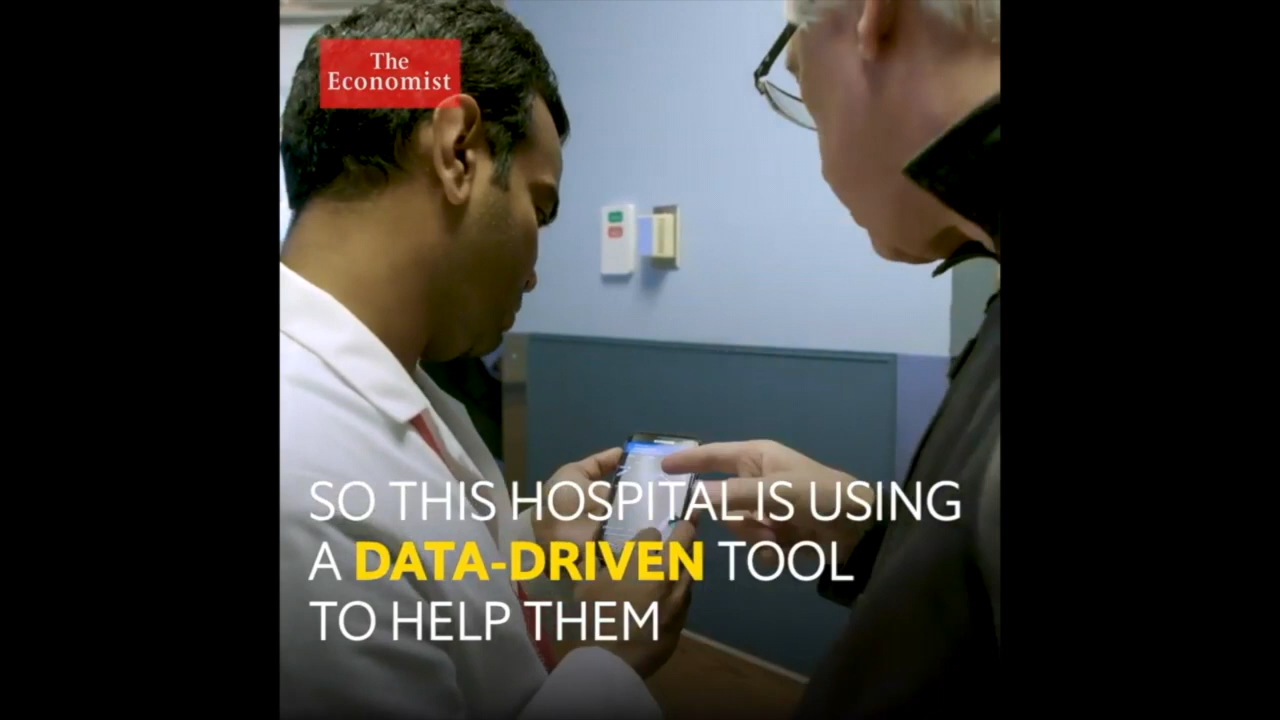 The
Economist
SO THIS HOSPITAL IS USING
A DATA-DRIVEN TOOL
TO HELP THEM